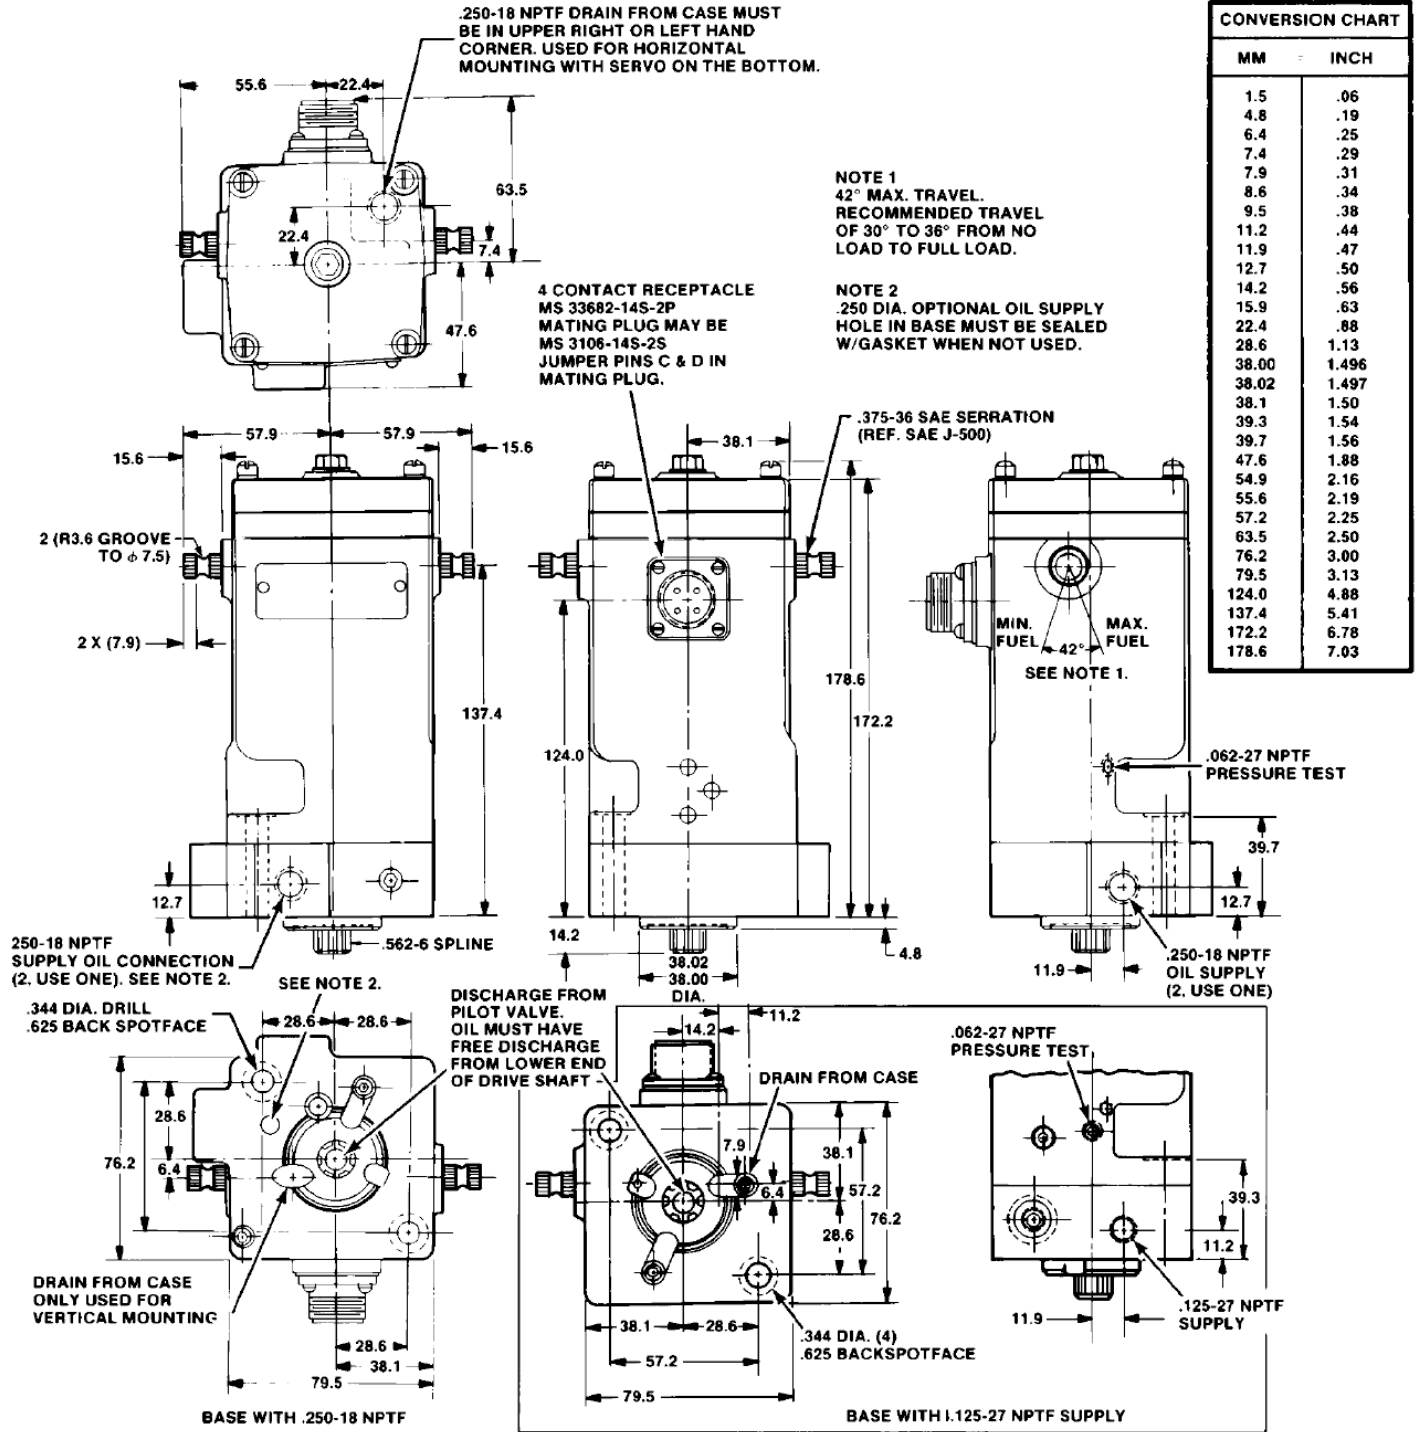 .250-18 NPTF DRAIN FROM CASE MUST
BE IN UPPER RIGHT OR LEFT HAND
CORNER. USED FOR HORIZONTAL
MOUNTING WITH SERVO ON THE BOTTOM.
55.6
22.4
63.5
22.4
7.4
47.6
NOTE 1
42° MAX. TRAVEL.
RECOMMENDED TRAVEL
OF 30° TO 36° FROM NO
LOAD TO FULL LOAD.
NOTE 2
.250 DIA. OPTIONAL OIL SUPPLY
HOLE IN BASE MUST BE SEALED
W/GASKET WHEN NOT USED.
4 CONTACT RECEPTACLE
MS 33682-14S-2P
MATING PLUG MAY BE
MS 3106-14S-2S
JUMPER PINS C & D IN
MATING PLUG.
CONVERSION CHART
MM = INCH
1.5 .06
4.8 .19
6.4 .25
7.4 .29
7.9 .31
8.6 .34
9.5 .38
11.2 .44
11.9 .47
12.7 .50
14.2 .56
15.9 .63
22.4 .88
28.6 1.13
38.00 1.496
38.02 1.497
38.1 1.50
39.3 1.54
39.7 1.56
47.6 1.88
54.9 2.16
55.6 2.19
57.2 2.25
63.5 2.50
76.2 3.00
79.5 3.13
124.0 4.88
137.4 5.41
172.2 6.78
178.6 7.03
57.9
57.9
15.6
15.6
2 (R3.6 GROOVE
TO ϕ 7.5)
2 X (7.9)
137.4
12.7
250-18 NPTF
SUPPLY OIL CONNECTION
(2. USE ONE). SEE NOTE 2.
.562-6 SPLINE
38.1
.375-36 SAE SERRATION
(REF. SAE J-500)
178.6
172.2
124.0
14.2
4.8
38.02
38.00
DIA.
MIN.
FUEL
MAX.
FUEL
42°
SEE NOTE 1.
.062-27 NPTF
PRESSURE TEST
39.7
12.7
11.9
.250-18 NPTF
OIL SUPPLY
(2. USE ONE)
SEE NOTE 2.
.344 DIA. DRILL
.625 BACK SPOTFACE
28.6
28.6
28.6
76.2
6.4
DRAIN FROM CASE
ONLY USED FOR
VERTICAL MOUNTING
28.6
38.1
79.5
BASE WITH .250-18 NPTF
DISCHARGE FROM
PILOT VALVE.
OIL MUST HAVE
FREE DISCHARGE
FROM LOWER END
OF DRIVE SHAFT
11.2
14.2
DRAIN FROM CASE
7.9
6.4
38.1
57.2
76.2
28.6
38.1
28.6
57.2
79.5
.344 DIA. (4)
.625 BACKSPOTFACE
.062-27 NPTF
PRESSURE TEST
39.3
11.2
11.9
.125-27 NPTF
SUPPLY
BASE WITH .125-27 NPTF SUPPLY